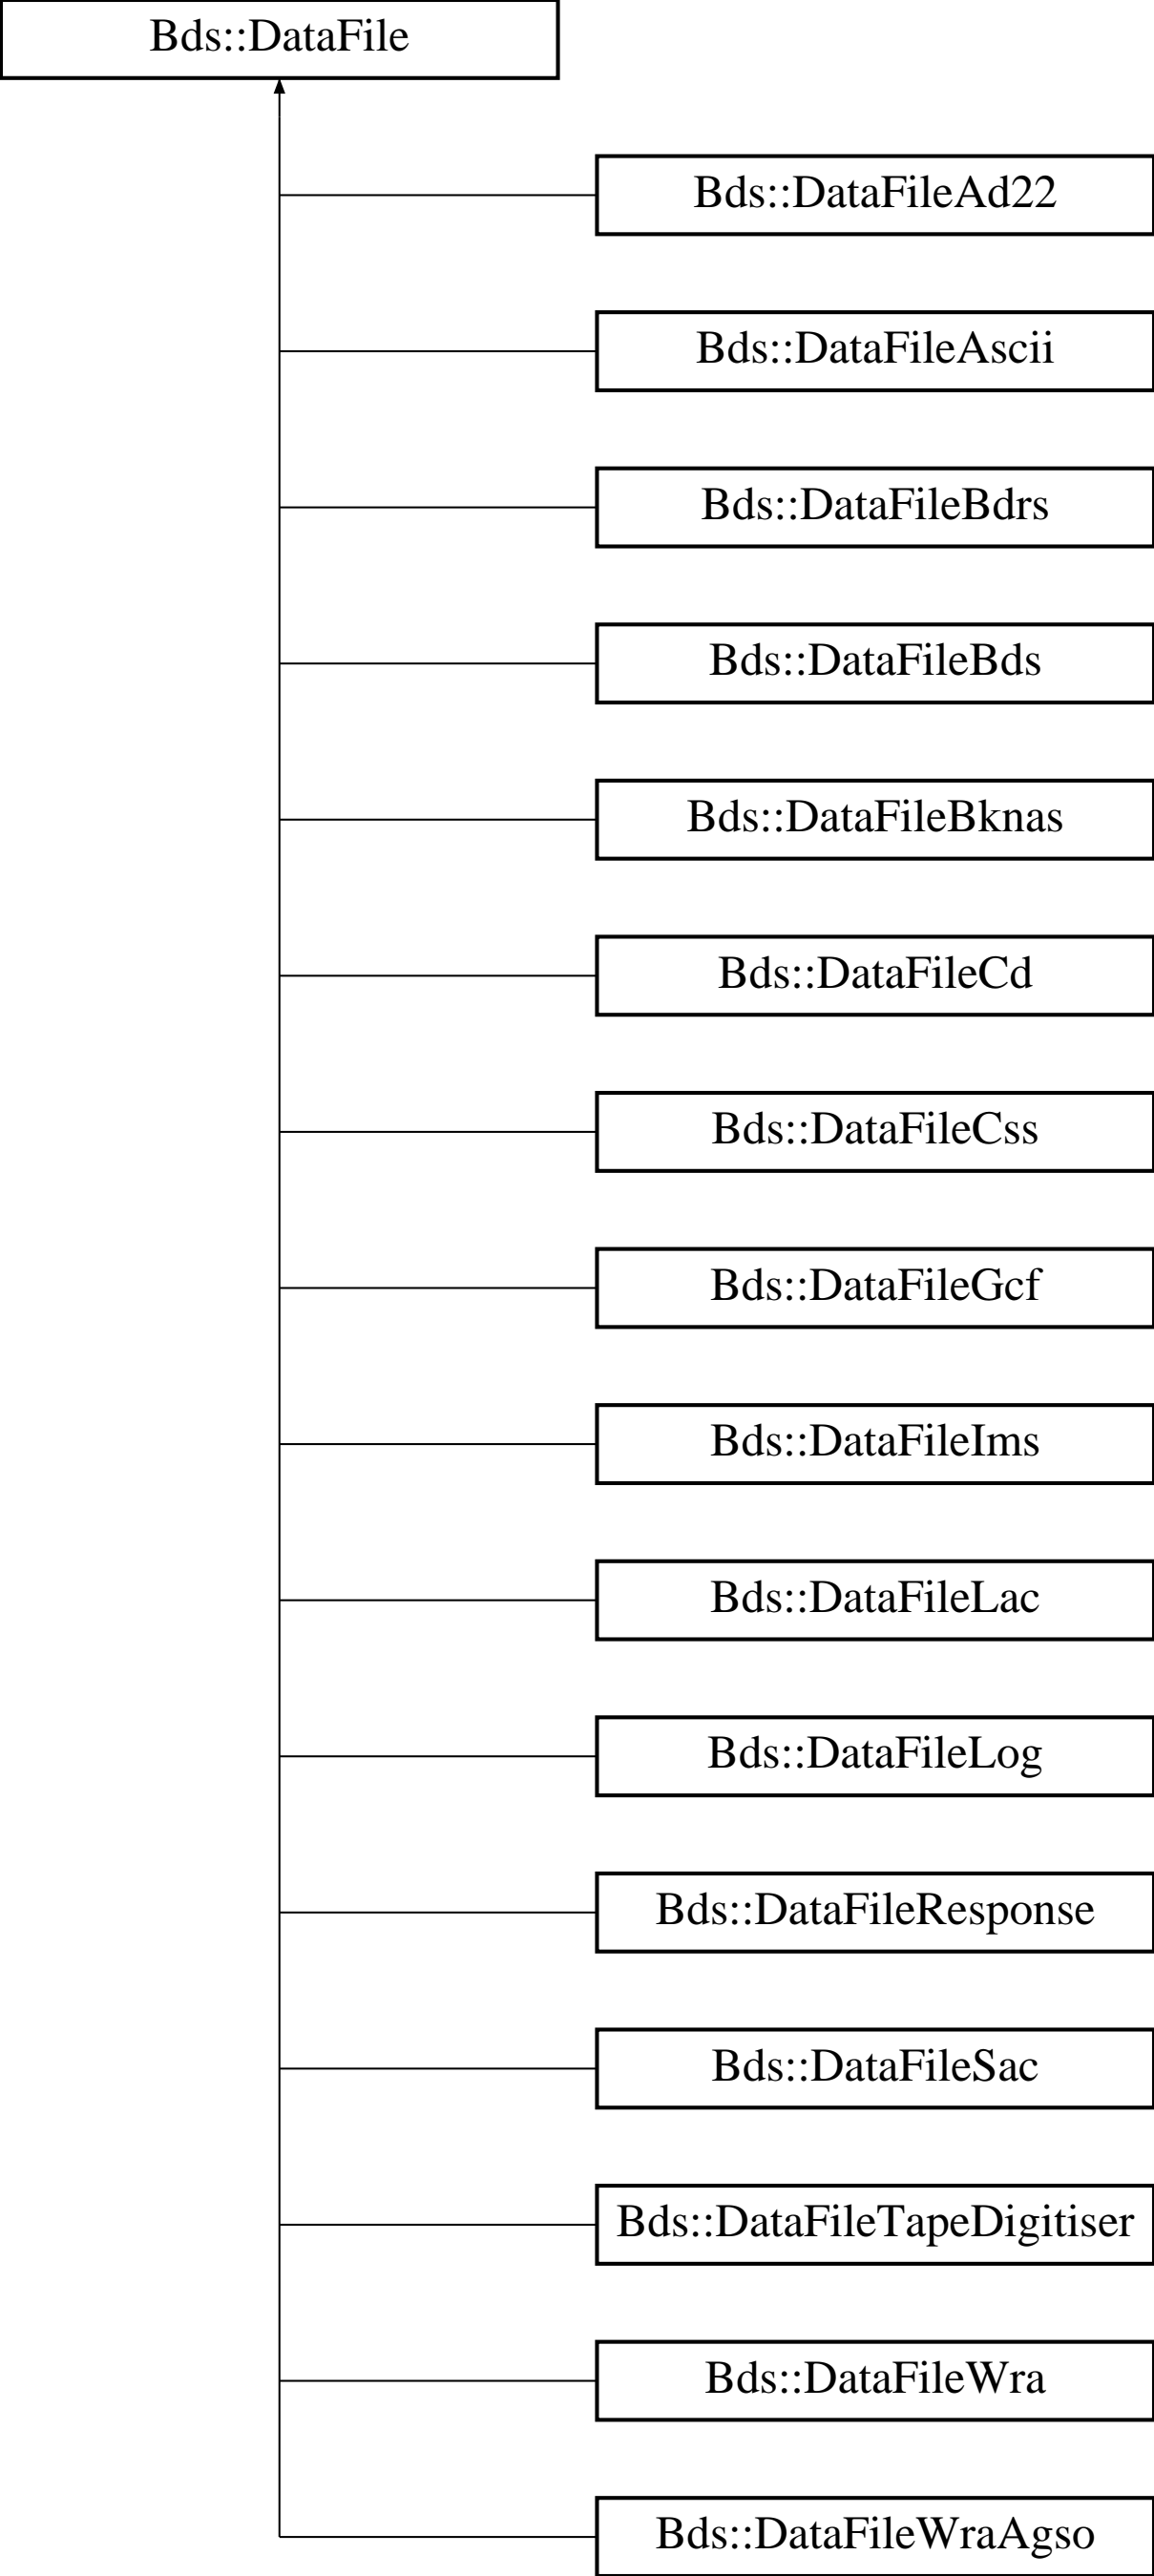 Bds::DataFile
Bds::DataFileAd22
Bds::DataFileAscii
Bds::DataFileBdrs
Bds::DataFileBds
Bds::DataFileBknas
Bds::DataFileCd
Bds::DataFileCss
Bds::DataFileGcf
Bds::DataFileIms
Bds::DataFileLac
Bds::DataFileLog
Bds::DataFileResponse
Bds::DataFileSac
Bds::DataFileTapeDigitiser
Bds::DataFileWra
Bds::DataFileWraAgso